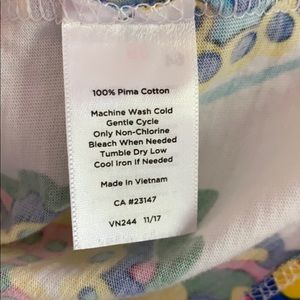 100% Pima Cotton
Machine Wash Cold
Gentle Cycle
Only Non-Chlorine
Bleach When Needed
Tumble Dry Low
Cool Iron If Needed
Made In Vietnam
CA #23147
VN244 11/17